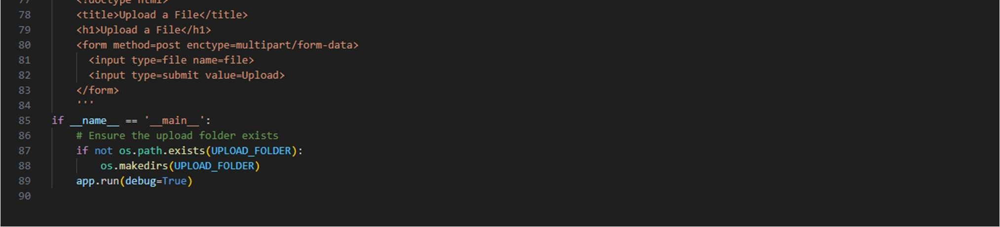 77 <!doctype html>
78 <title>Upload a File</title>
79 <h1>Upload a File</h1>
80 <form method=post enctype=multipart/form-data>
81 <input type=file name=file>
82 <input type=submit value=Upload>
83 </form>
84 '''
85 if __name__ == '__main__':
86 # Ensure the upload folder exists
87 if not os.path.exists(UPLOAD_FOLDER):
88 os.makedirs(UPLOAD_FOLDER)
89 app.run(debug=True)
90